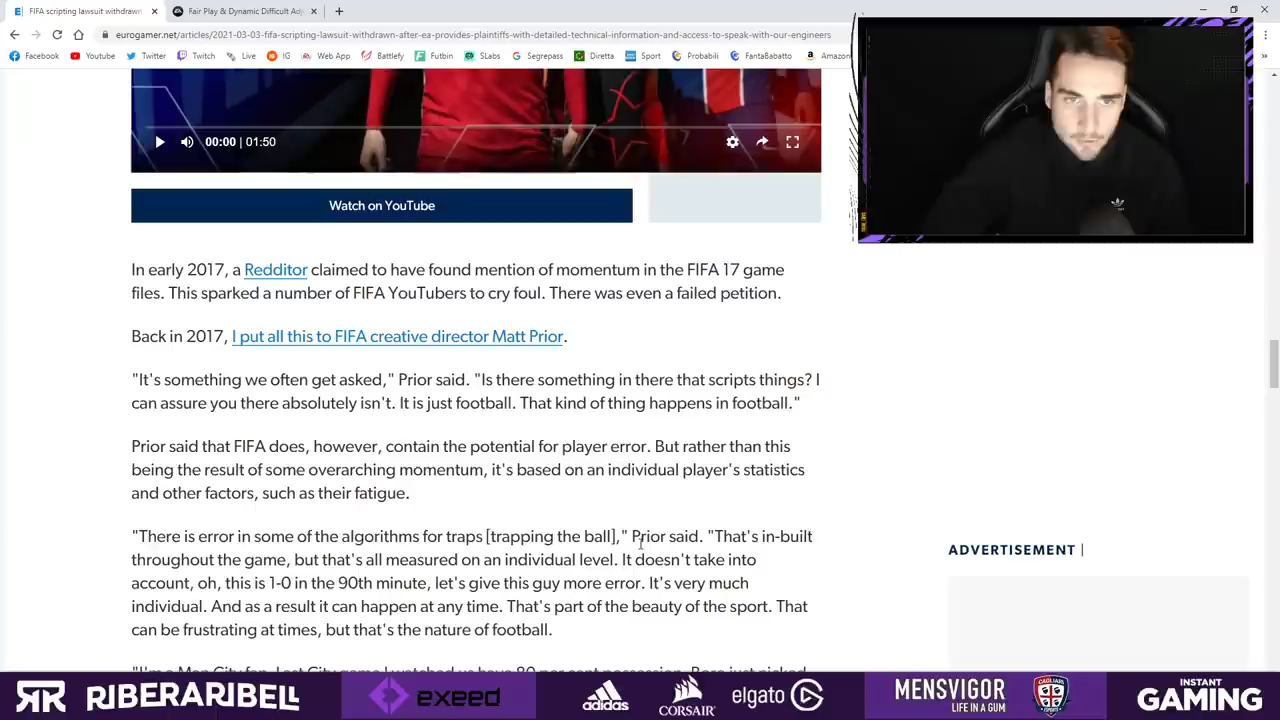 FIFA scripting lawsuit withdrawn
Fair Play & Dynamic Difficult Adj
eurogamer.net/articles/2021-03-03-fifa-scripting-lawsuit-withdrawn-after-ea-provides-plaintiffs-with-detailed-technical-information-and-access-to-speak-with-our-engineers
Facebook Youtube Twitter Twitch Live IG Web App Battlefy Futbin SLabs Segrepass Diretta Sport Probabili FantaBabatto Amazon
00:00 | 01:50
Watch on YouTube
In early 2017, a Redditor claimed to have found mention of momentum in the FIFA 17 game
files. This sparked a number of FIFA YouTubers to cry foul. There was even a failed petition.
Back in 2017, I put all this to FIFA creative director Matt Prior.
"It's something we often get asked," Prior said. "Is there something in there that scripts things? I
can assure you there absolutely isn't. It is just football. That kind of thing happens in football."
Prior said that FIFA does, however, contain the potential for player error. But rather than this
being the result of some overarching momentum, it's based on an individual player's statistics
and other factors, such as their fatigue.
"There is error in some of the algorithms for traps [trapping the ball]," Prior said. "That's in-built
throughout the game, but that's all measured on an individual level. It doesn't take into
account, oh, this is 1-0 in the 90th minute, let's give this guy more error. It's very much
individual. And as a result it can happen at any time. That's part of the beauty of the sport. That
can be frustrating at times, but that's the nature of football.
ADVERTISEMENT |
RR RIBERARIBELL exeed adidas CORSAIR elgato MENSVIGOR LIFE IN A GUM CAGLIARI INSTANT GAMING